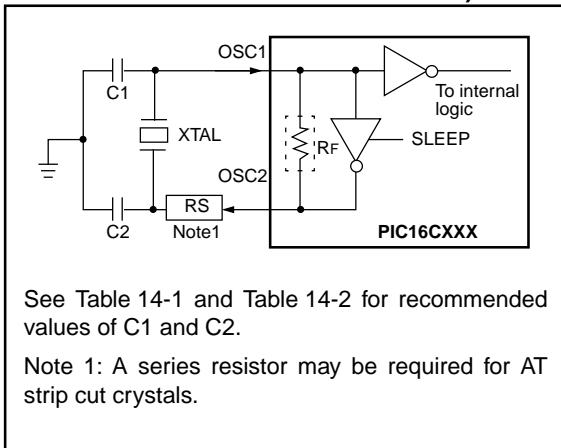 OSC1
C1
To internal
logic
XTAL
SLEEP
RF
OSC2
RS
C2
Note1
PIC16CXXX
See Table 14-1 and Table 14-2 for recommended
values of C1 and C2.
Note 1: A series resistor may be required for AT
strip cut crystals.